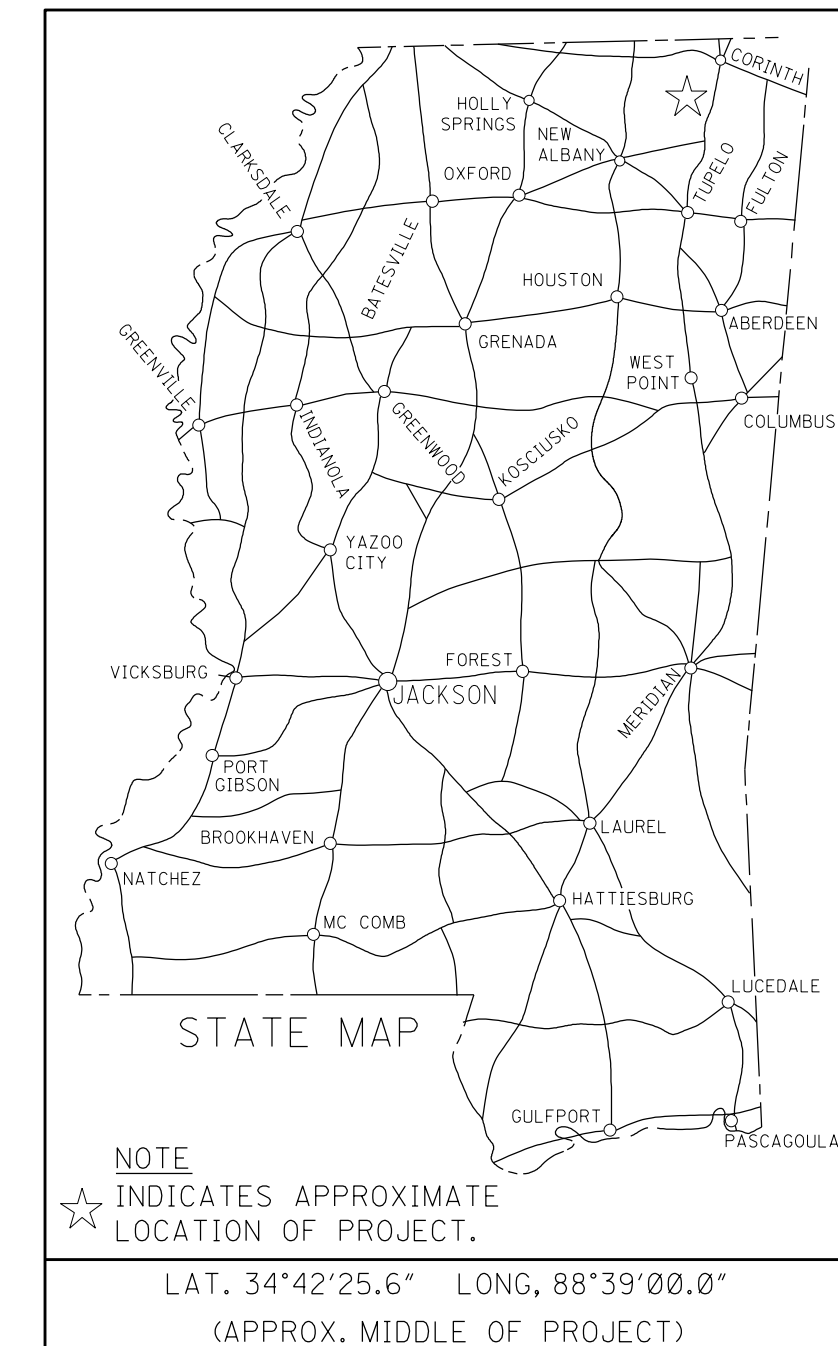 CORINTH
HOLLY
SPRINGS
NEW
ALBANY
CLARKSDALE
OXFORD
TUPELO
FULTON
BATESVILLE
HOUSTON
ABERDEEN
GRENADA
GREENVILLE
WEST
POINT
COLUMBUS
INDIANOLA
GREENWOOD
KOSCIUSKO
YAZOO
CITY
VICKSBURG
FOREST
JACKSON
MERIDIAN
PORT
GIBSON
BROOKHAVEN
LAUREL
NATCHEZ
HATTIESBURG
MC COMB
LUCEDALE
STATE MAP
GULFPORT
PASCAGOULA
NOTE
INDICATES APPROXIMATE
LOCATION OF PROJECT.
LAT. 34°42'25.6" LONG, 88°39'00.0"
(APPROX. MIDDLE OF PROJECT)